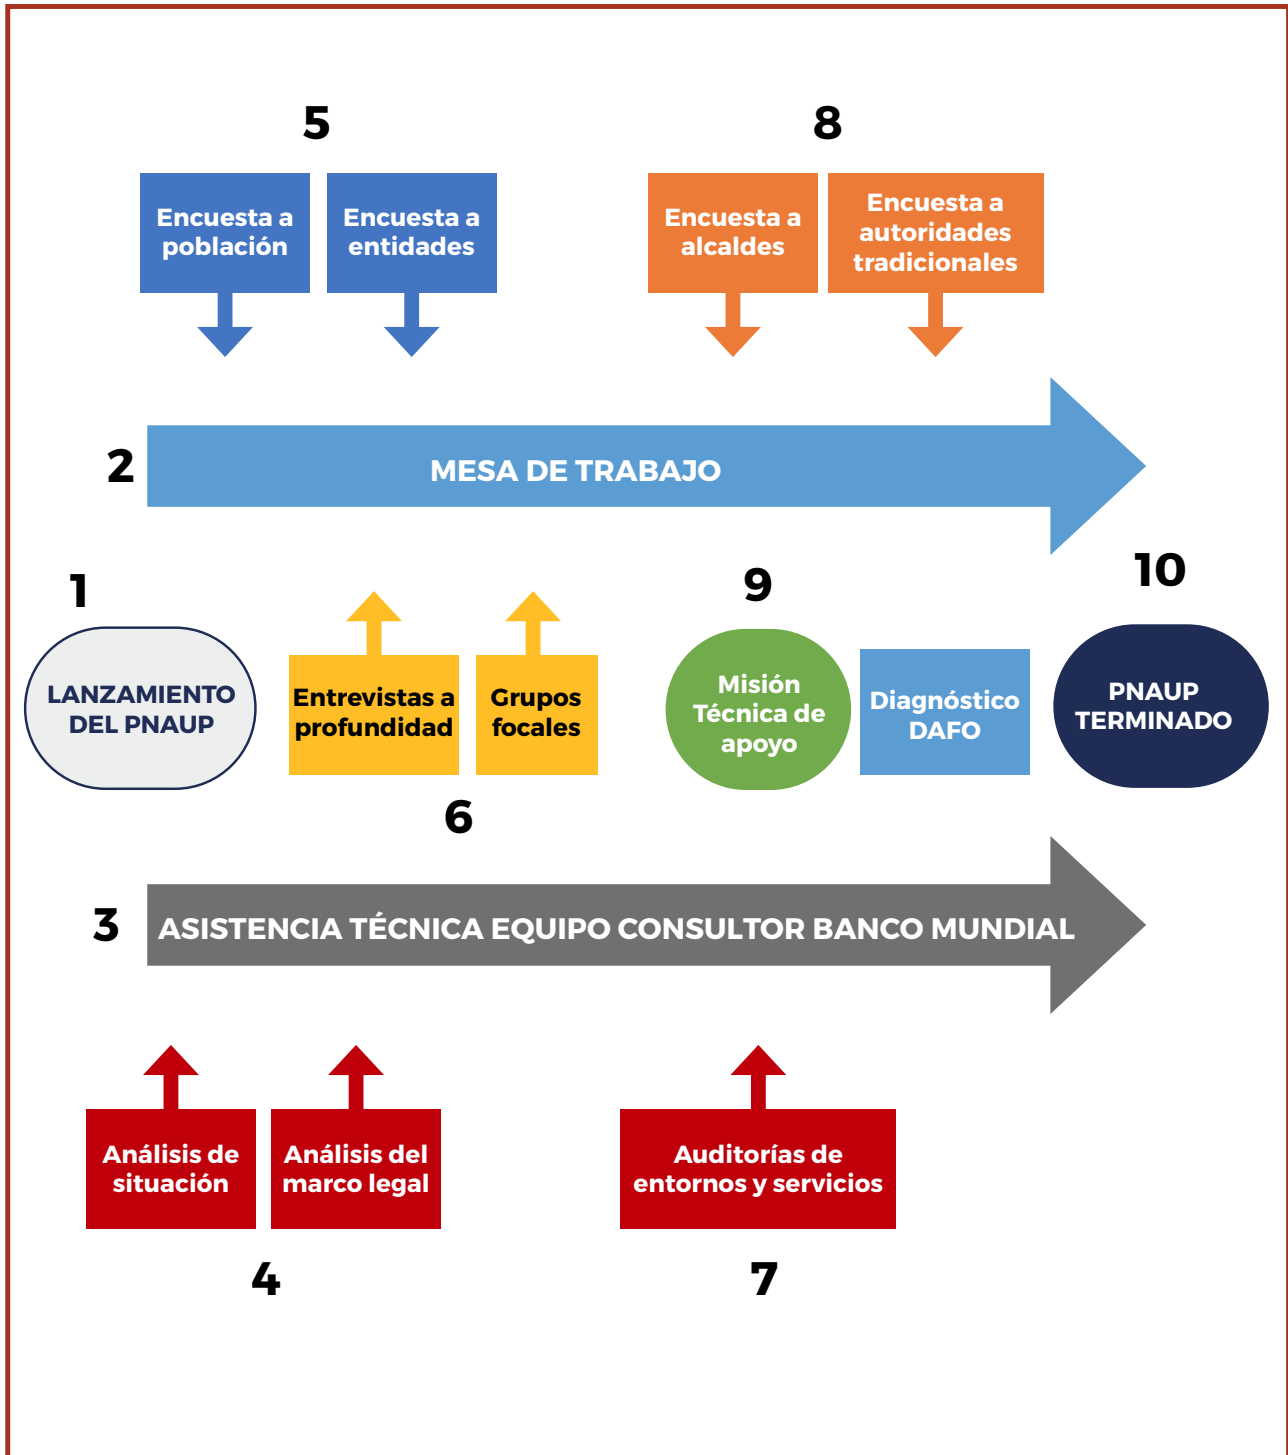 5
8
Encuesta a
población
Encuesta a
entidades
Encuesta a
alcaldes
Encuesta a
autoridades
tradicionales
2
MESA DE TRABAJO
1
LANZAMIENTO
DEL PNAUP
Entrevistas a
profundidad
Grupos
focales
6
9
Misión
Técnica de
apoyo
Diagnóstico
DAFO
10
PNAUP
TERMINADO
3
ASISTENCIA TÉCNICA EQUIPO CONSULTOR BANCO MUNDIAL
Análisis de
situación
Análisis del
marco legal
4
Auditorías de
entornos y servicios
7